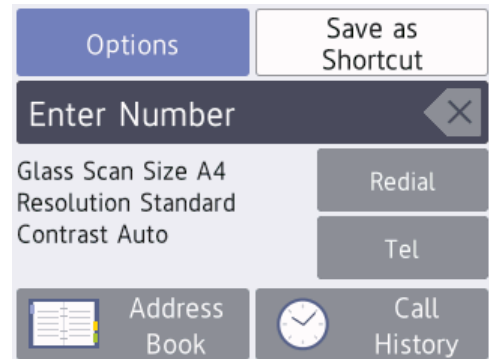 Options
Save as
Shortcut
Enter Number
Glass Scan Size A4
Resolution Standard
Contrast Auto
Redial
Tel
Address
Book
Call
History